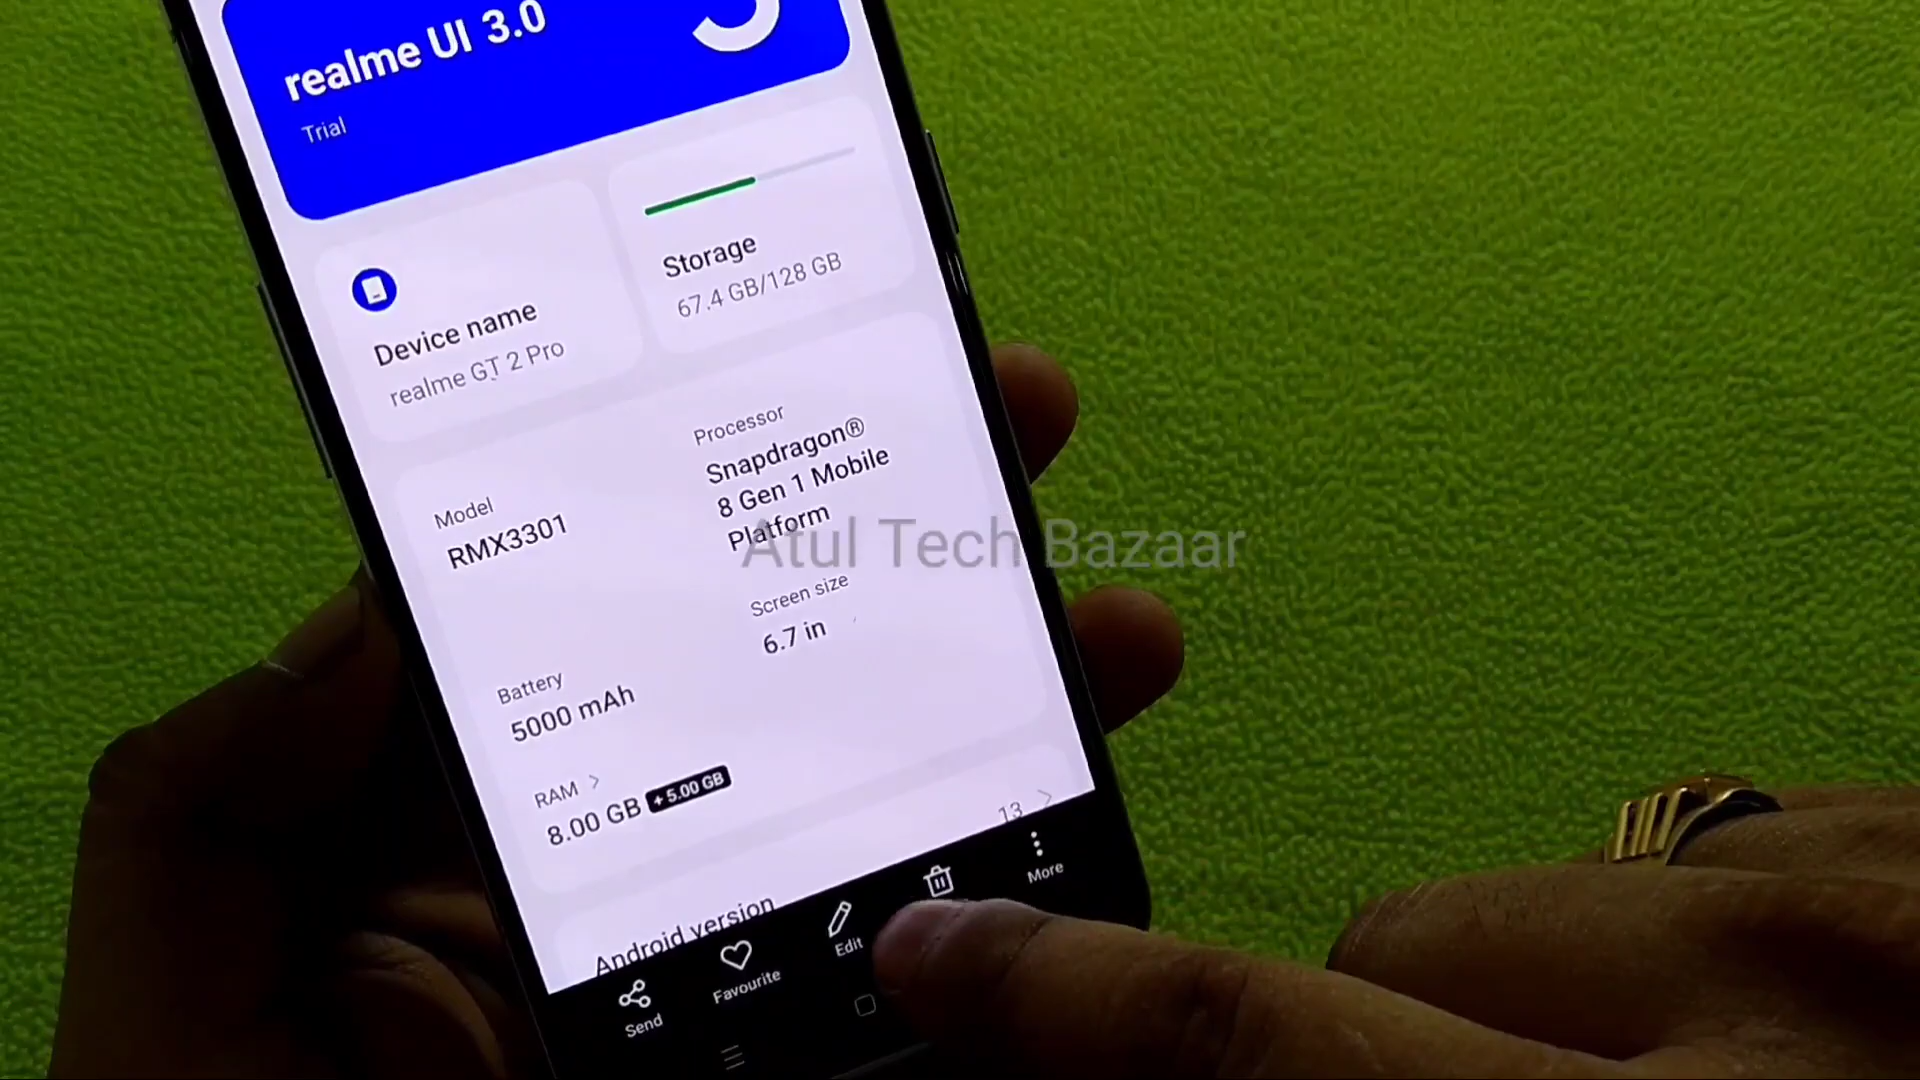 realme UI 3.0
Trial
Storage
67.4 GB/128 GB
Device name
realme GT 2 Pro
Processor
Snapdragon®
8 Gen 1 Mobile
Platform
Model
RMX3301
Screen size
6.7 in
Battery
5000 mAh
RAM >
8.00 GB + 5.00 GB
Android version 13 >
Send
Favourite
Edit
More
Atul Tech Bazaar